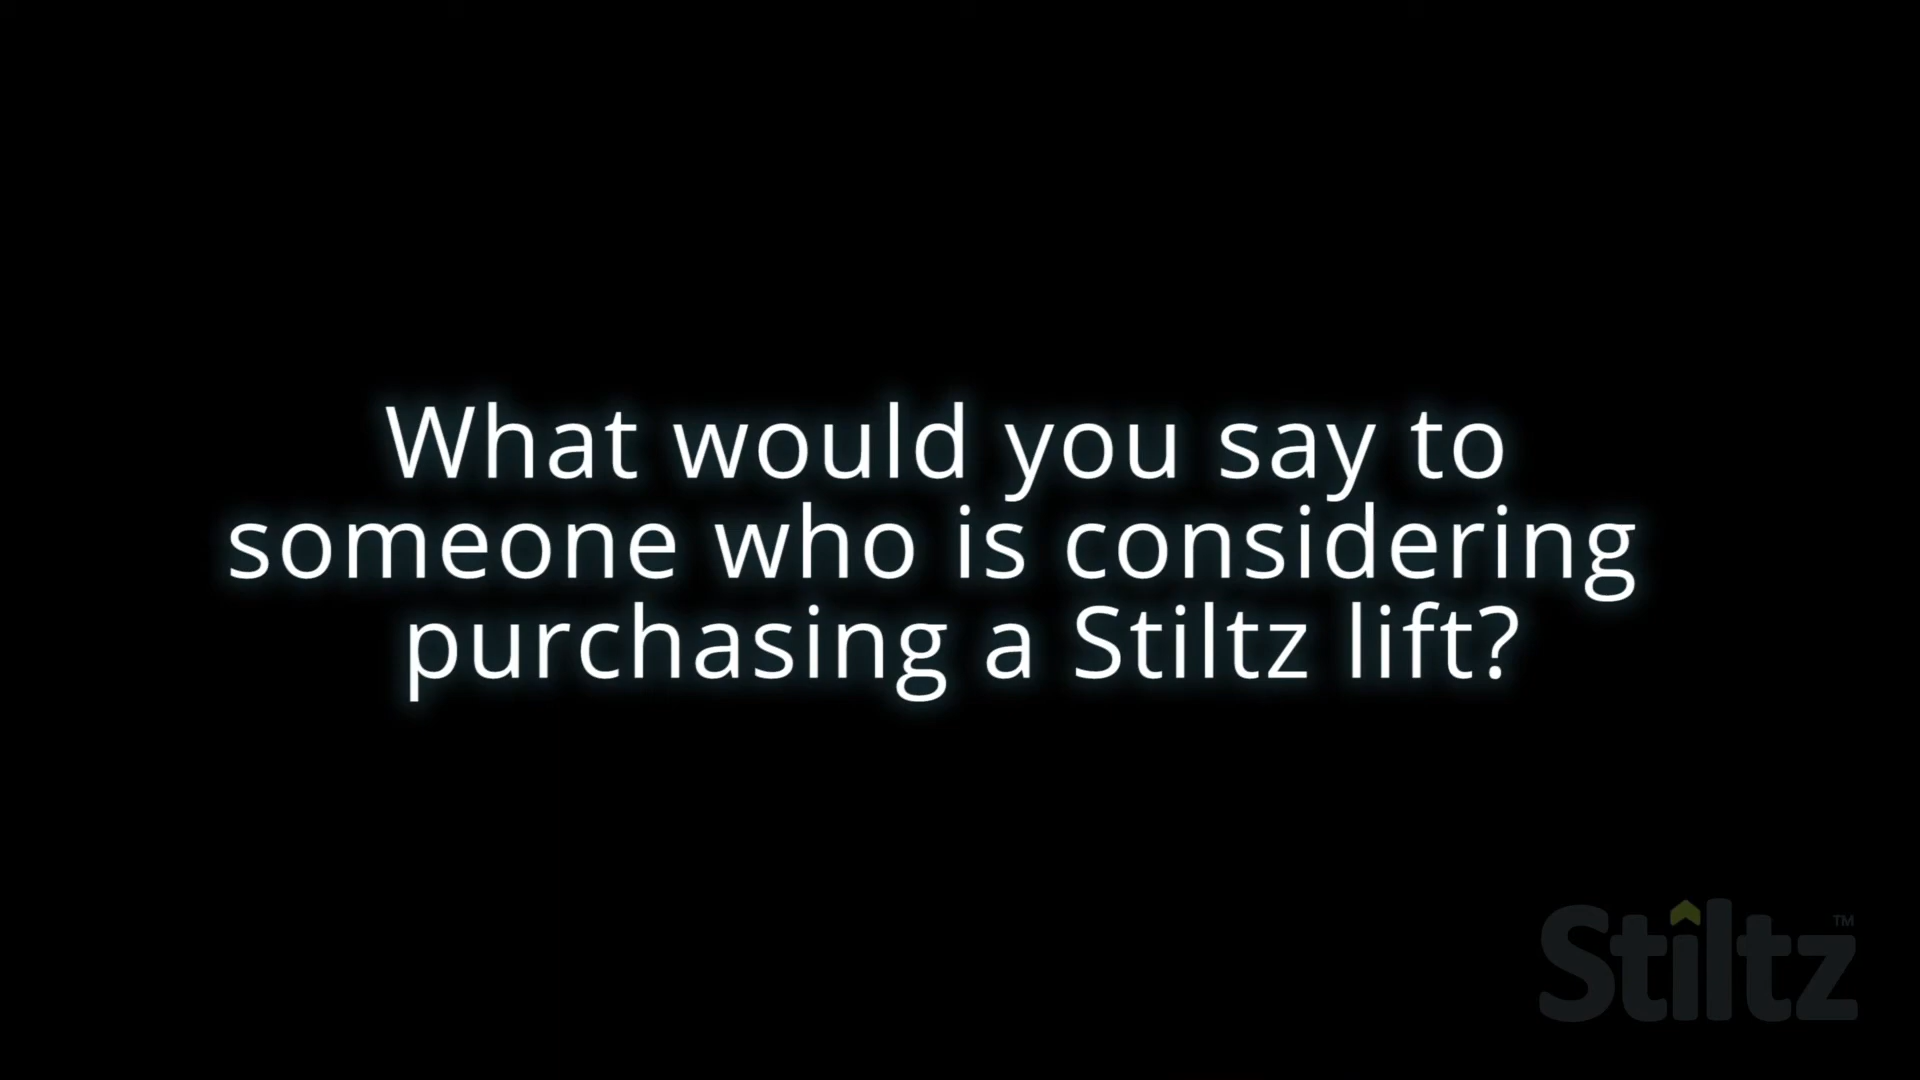 What would you say to
someone who is considering
purchasing a Stiltz lift?
Stiltz™